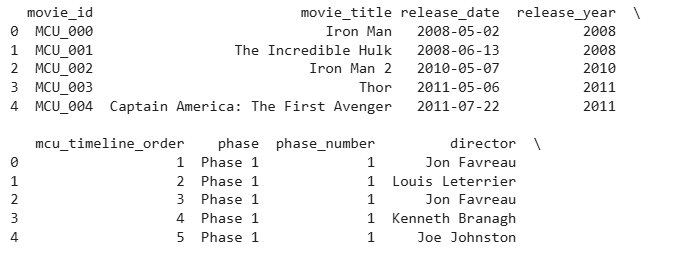 movie_id movie_title release_date release_year \
0 MCU_000 Iron Man 2008-05-02 2008
1 MCU_001 The Incredible Hulk 2008-06-13 2008
2 MCU_002 Iron Man 2 2010-05-07 2010
3 MCU_003 Thor 2011-05-06 2011
4 MCU_004 Captain America: The First Avenger 2011-07-22 2011
mcu_timeline_order phase phase_number director \
0 1 Phase 1 1 Jon Favreau
1 2 Phase 1 1 Louis Leterrier
2 3 Phase 1 1 Jon Favreau
3 4 Phase 1 1 Kenneth Branagh
4 5 Phase 1 1 Joe Johnston